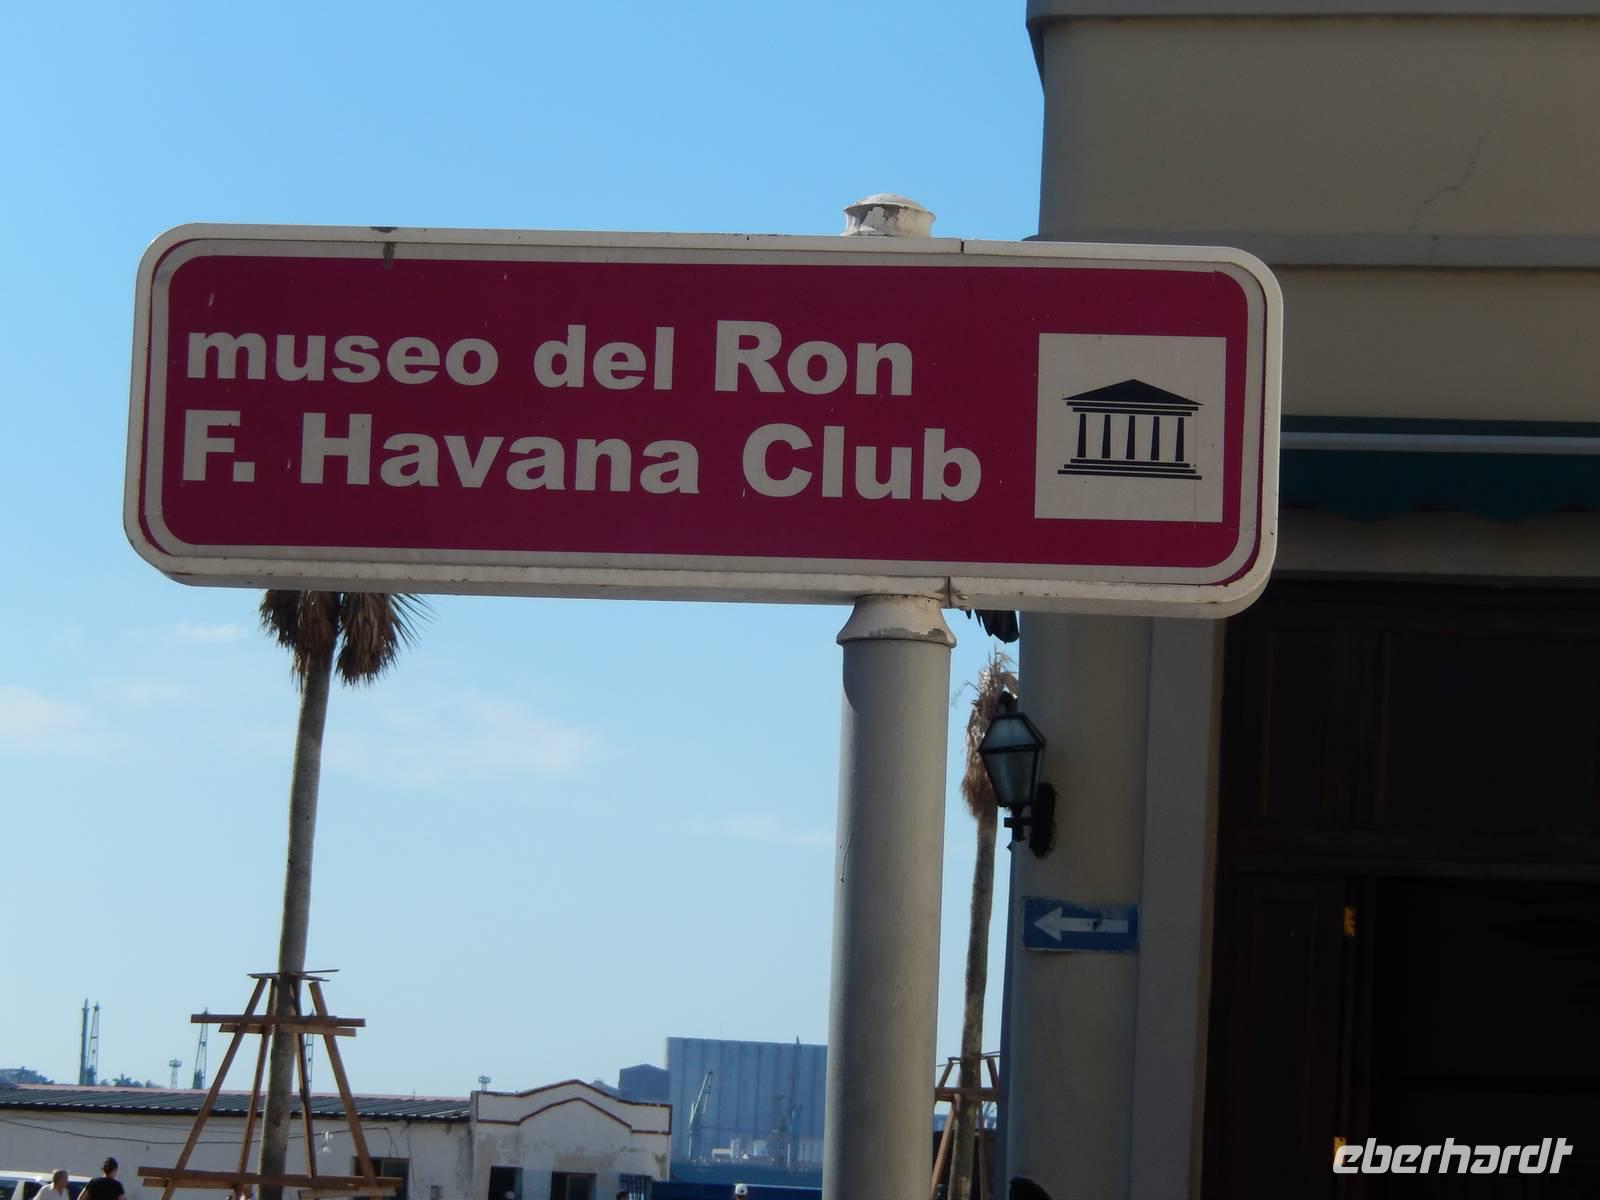 museo del Ron
F. Havana Club
eberhardt